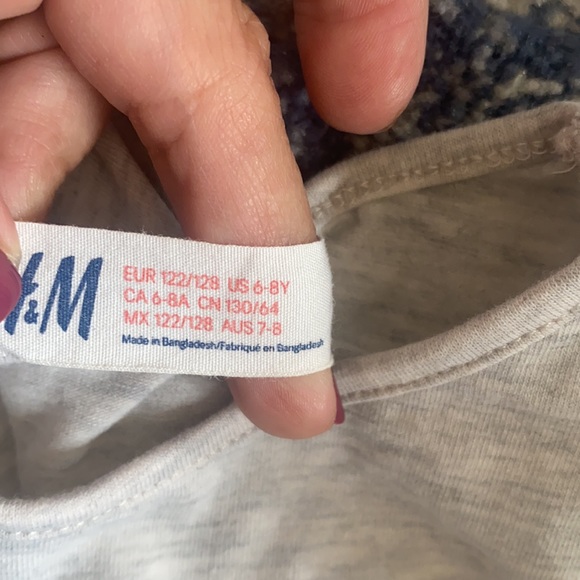 H&M
EUR 122/128 US 6-8Y
CA 6-8A CN 130/64
MX 122/128 AUS 7-8
Made in Bangladesh/Fabriqué en Bangladesh